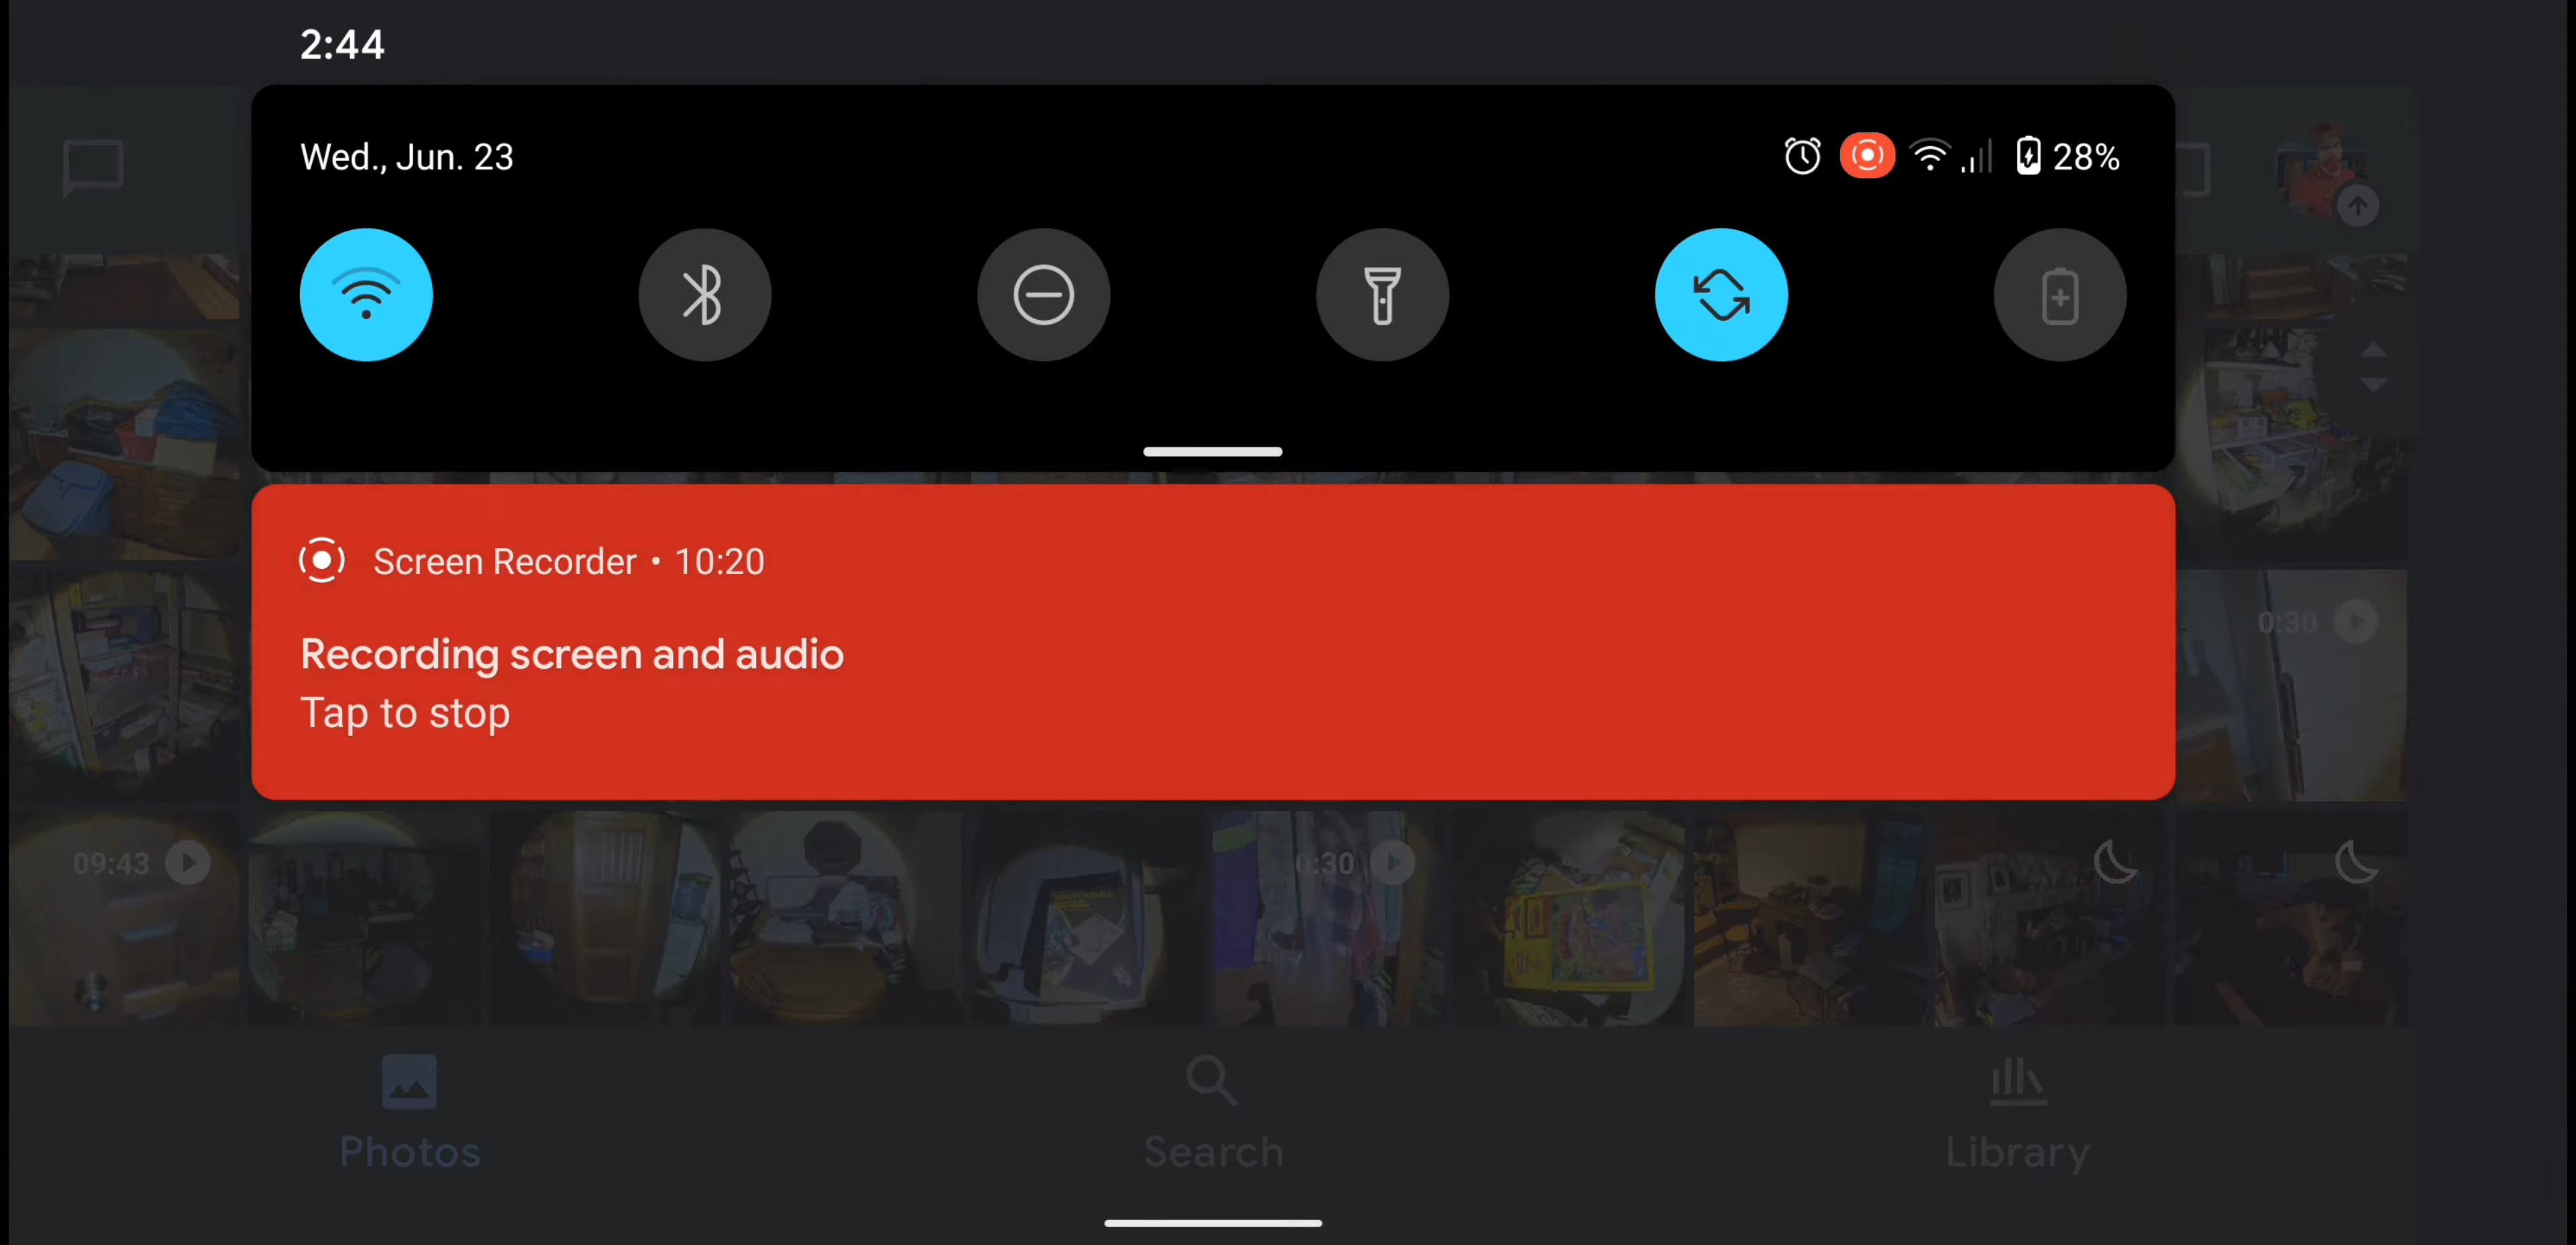 2:44
Wed., Jun. 23
28%
Screen Recorder • 10:20
Recording screen and audio
Tap to stop
0:30
09:43
0:30
Photos
Search
Library